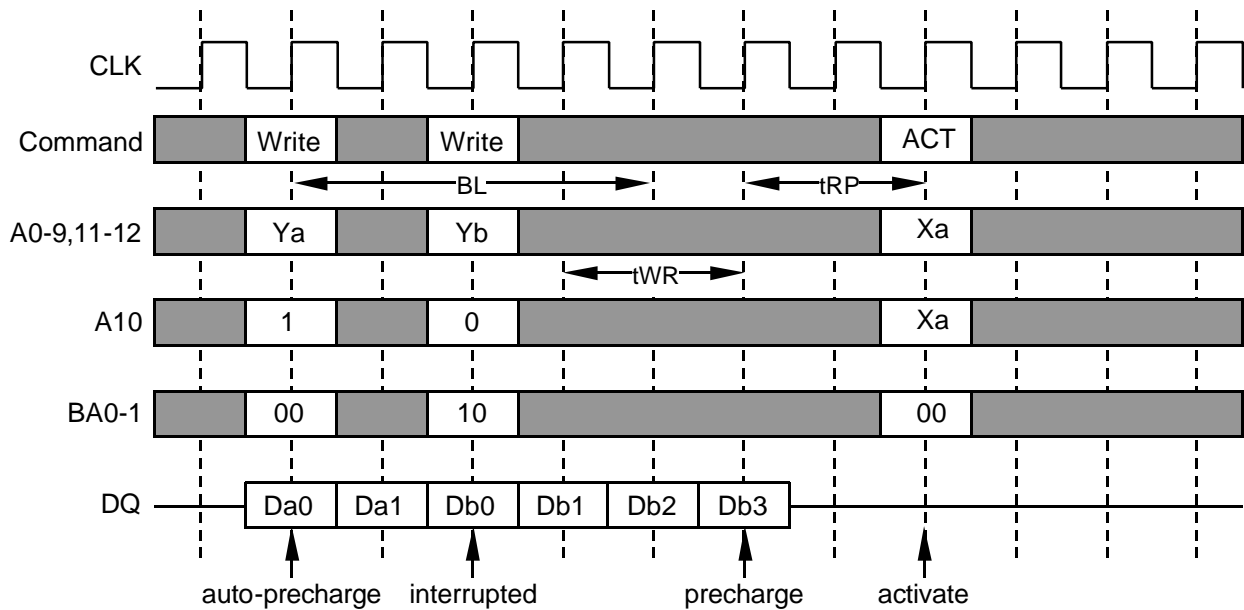 CLK
Command Write Write ACT
BL tRP
A0-9,11-12 Ya Yb Xa
tWR
A10 1 0 Xa
BA0-1 00 10 00
DQ Da0 Da1 Db0 Db1 Db2 Db3
auto-precharge interrupted precharge activate